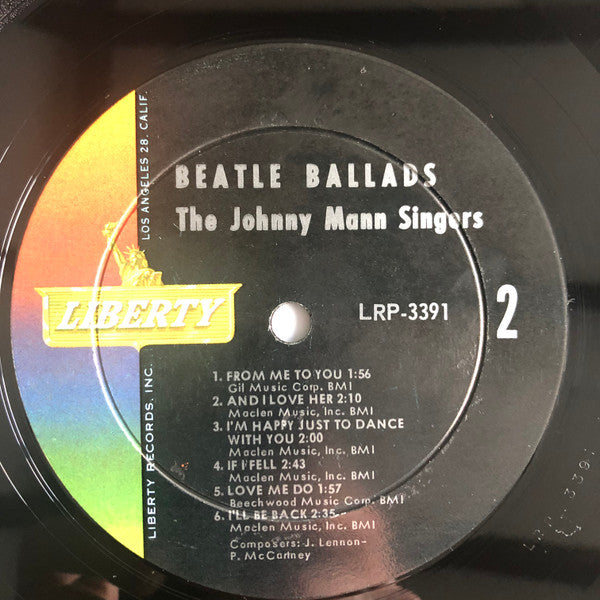 BEATLE BALLADS
The Johnny Mann Singers
LIBERTY
LRP-3391
2
1. FROM ME TO YOU 1:56
Gil Music Corp. BMI
2. AND I LOVE HER 2:10
Maclen Music, Inc. BMI
3. I'M HAPPY JUST TO DANCE
WITH YOU 2:00
Maclen Music, Inc. BMI
4. IF I FELL 2:43
Maclen Music, Inc. BMI
5. LOVE ME DO 1:57
Beechwood Music Corp. BMI
6. I'LL BE BACK 2:35
Maclen Music, Inc. BMI
Composers: J. Lennon-
P. McCartney
LIBERTY RECORDS, INC.
LOS ANGELES 28, CALIF.